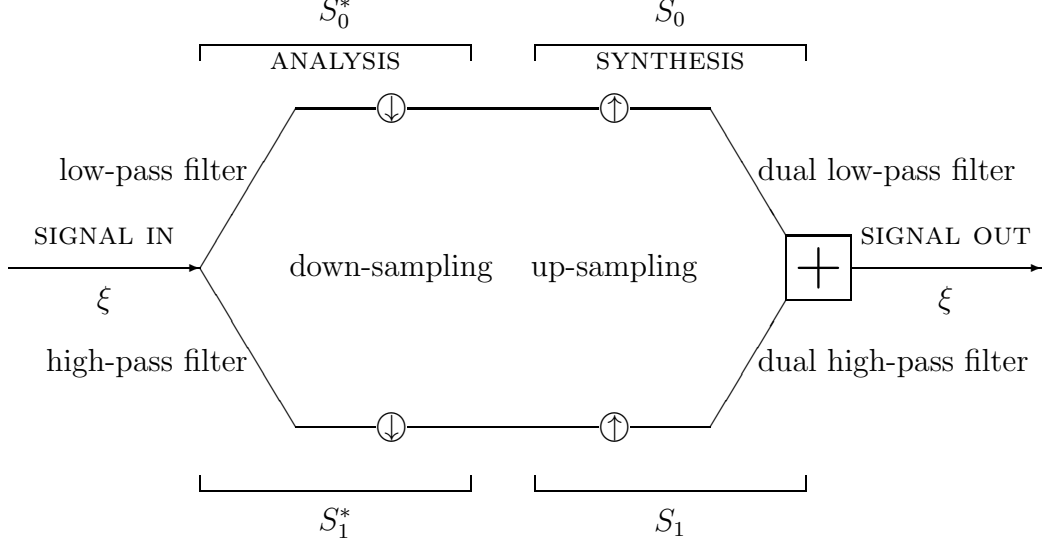 S_0^* S_0
ANALYSIS SYNTHESIS
↓ ↑
low-pass filter dual low-pass filter
SIGNAL IN SIGNAL OUT
down-sampling up-sampling +
ξ ξ
high-pass filter dual high-pass filter
↓ ↑
S_1^* S_1